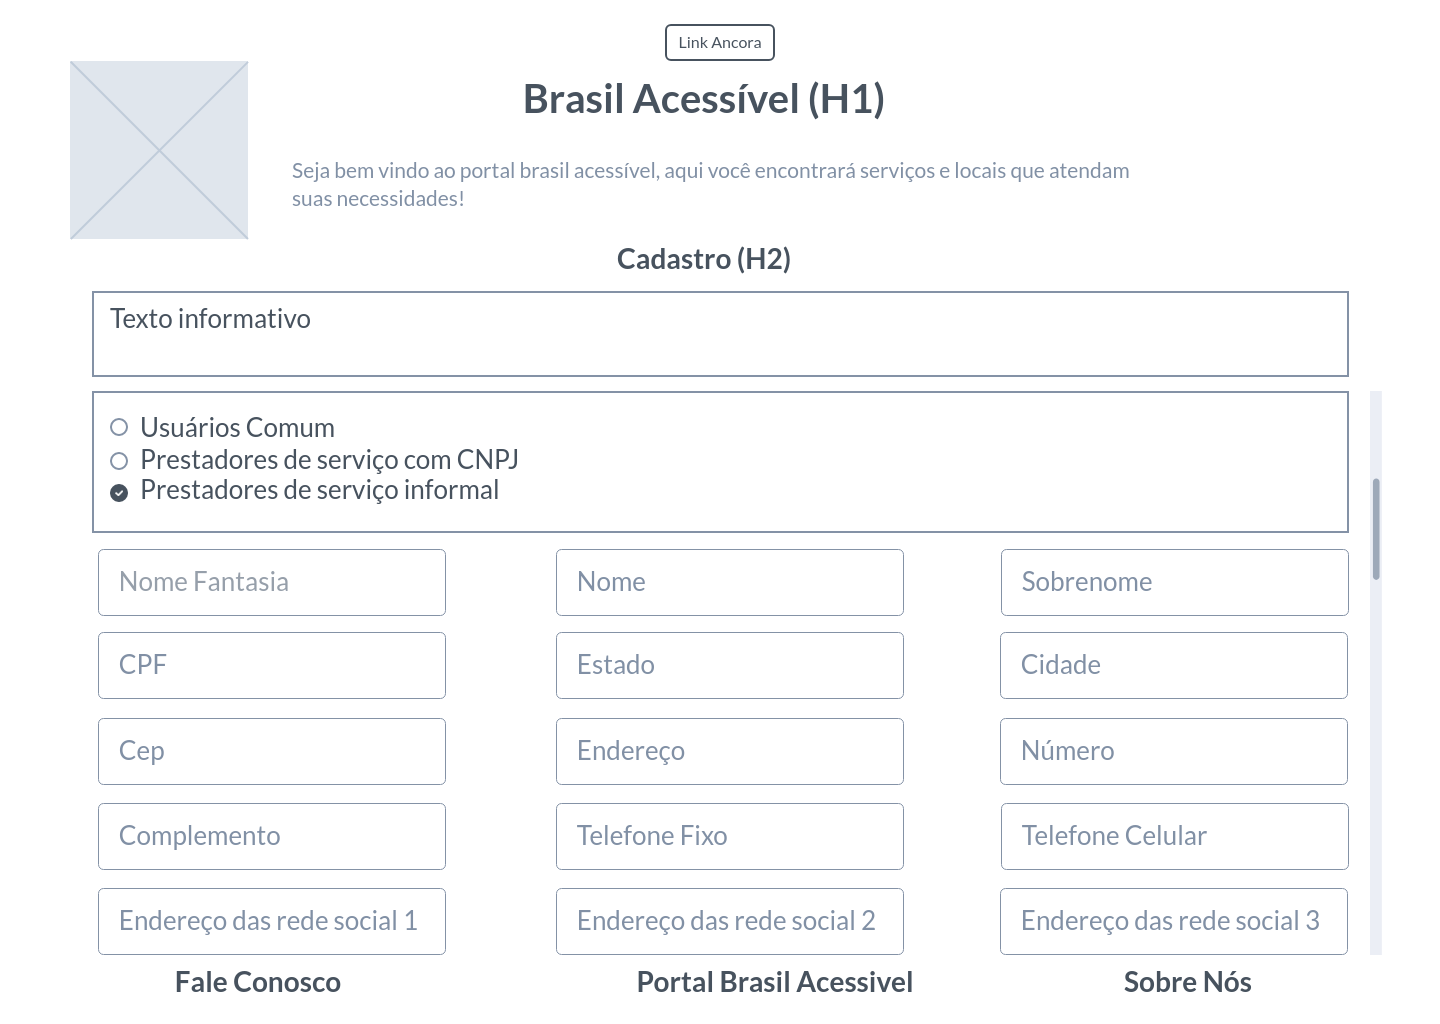 Link Ancora
Brasil Acessível (H1)
Seja bem vindo ao portal brasil acessível, aqui você encontrará serviços e locais que atendam
suas necessidades!
Cadastro (H2)
Texto informativo
Usuários Comum
Prestadores de serviço com CNPJ
Prestadores de serviço informal
Nome Fantasia
Nome
Sobrenome
CPF
Estado
Cidade
Cep
Endereço
Número
Complemento
Telefone Fixo
Telefone Celular
Endereço das rede social 1
Endereço das rede social 2
Endereço das rede social 3
Fale Conosco
Portal Brasil Acessivel
Sobre Nós